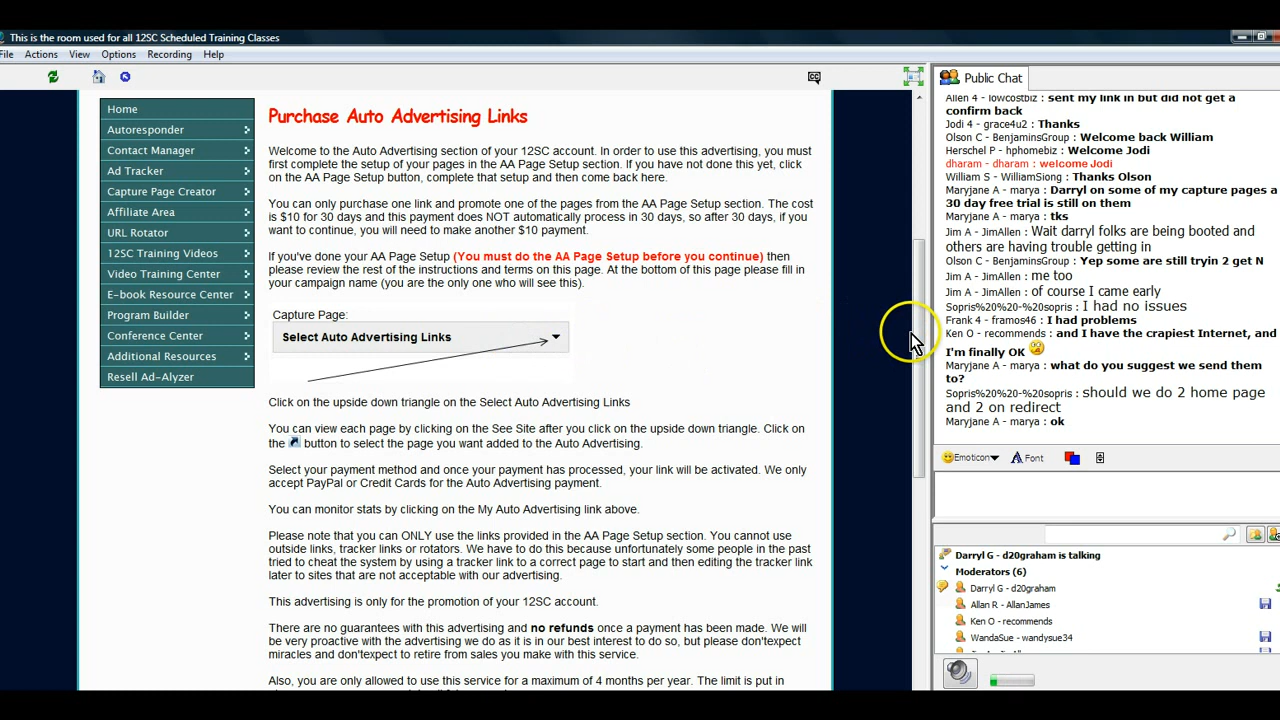 This is the room used for all 12SC Scheduled Training Classes
File Actions View Options Recording Help
Home
Autoresponder
Contact Manager
Ad Tracker
Capture Page Creator
Affiliate Area
URL Rotator
12SC Training Videos
Video Training Center
E-book Resource Center
Program Builder
Conference Center
Additional Resources
Resell Ad-Alyzer
Purchase Auto Advertising Links
Welcome to the Auto Advertising section of your 12SC account. In order to use this advertising, you must
first complete the setup of your pages in the AA Page Setup section. If you have not done this yet, click
on the AA Page Setup button, complete that setup and then come back here.
You can only purchase one link and promote one of the pages from the AA Page Setup section. The cost
is $10 for 30 days and this payment does NOT automatically process in 30 days, so after 30 days, if you
want to continue, you will need to make another $10 payment.
If you've done your AA Page Setup (You must do the AA Page Setup before you continue) then
please review the rest of the instructions and terms on this page. At the bottom of this page please fill in
your campaign name (you are the only one who will see this).
Capture Page:
Select Auto Advertising Links
Click on the upside down triangle on the Select Auto Advertising Links
You can view each page by clicking on the See Site after you click on the upside down triangle. Click on
the button to select the page you want added to the Auto Advertising.
Select your payment method and once your payment has processed, your link will be activated. We only
accept PayPal or Credit Cards for the Auto Advertising payment.
You can monitor stats by clicking on the My Auto Advertising link above.
Please note that you can ONLY use the links provided in the AA Page Setup section. You cannot use
outside links, tracker links or rotators. We have to do this because unfortunately some people in the past
tried to cheat the system by using a tracker link to a correct page to start and then editing the tracker link
later to sites that are not acceptable with our advertising.
This advertising is only for the promotion of your 12SC account.
There are no guarantees with this advertising and no refunds once a payment has been made. We will
be very proactive with the advertising we do as it is in our best interest to do so, but please don'texpect
miracles and don'texpect to retire from sales you make with this service.
Also, you are only allowed to use this service for a maximum of 4 months per year. The limit is put in
CC
Public Chat
Allen 4 - lowcostbiz : sent my link in but did not get a
confirm back
Jodi 4 - grace4u2 : Thanks
Olson C - BenjaminsGroup : Welcome back William
Herschel P - hphomebiz : Welcome Jodi
dharam - dharam : welcome Jodi
William S - WilliamSiong : Thanks Olson
Maryjane A - marya : Darryl on some of my capture pages a
30 day free trial is still on them
Maryjane A - marya : tks
Jim A - JimAllen : Wait darryl folks are being booted and
others are having trouble getting in
Olson C - BenjaminsGroup : Yep some are still tryin 2 get N
Jim A - JimAllen : me too
Jim A - JimAllen : of course I came early
Sopris%20%20-%20sopris : I had no issues
Frank 4 - framos46 : I had problems
Ken O - recommends : and I have the crapiest Internet, and
I'm finally OK
Maryjane A - marya : what do you suggest we send them
to?
Sopris%20%20-%20sopris : should we do 2 home page
and 2 on redirect
Maryjane A - marya : ok
Emoticon Font
Darryl G - d20graham is talking
Moderators (6)
Darryl G - d20graham
Allan R - AllanJames
Ken O - recommends
WandaSue - wandysue34